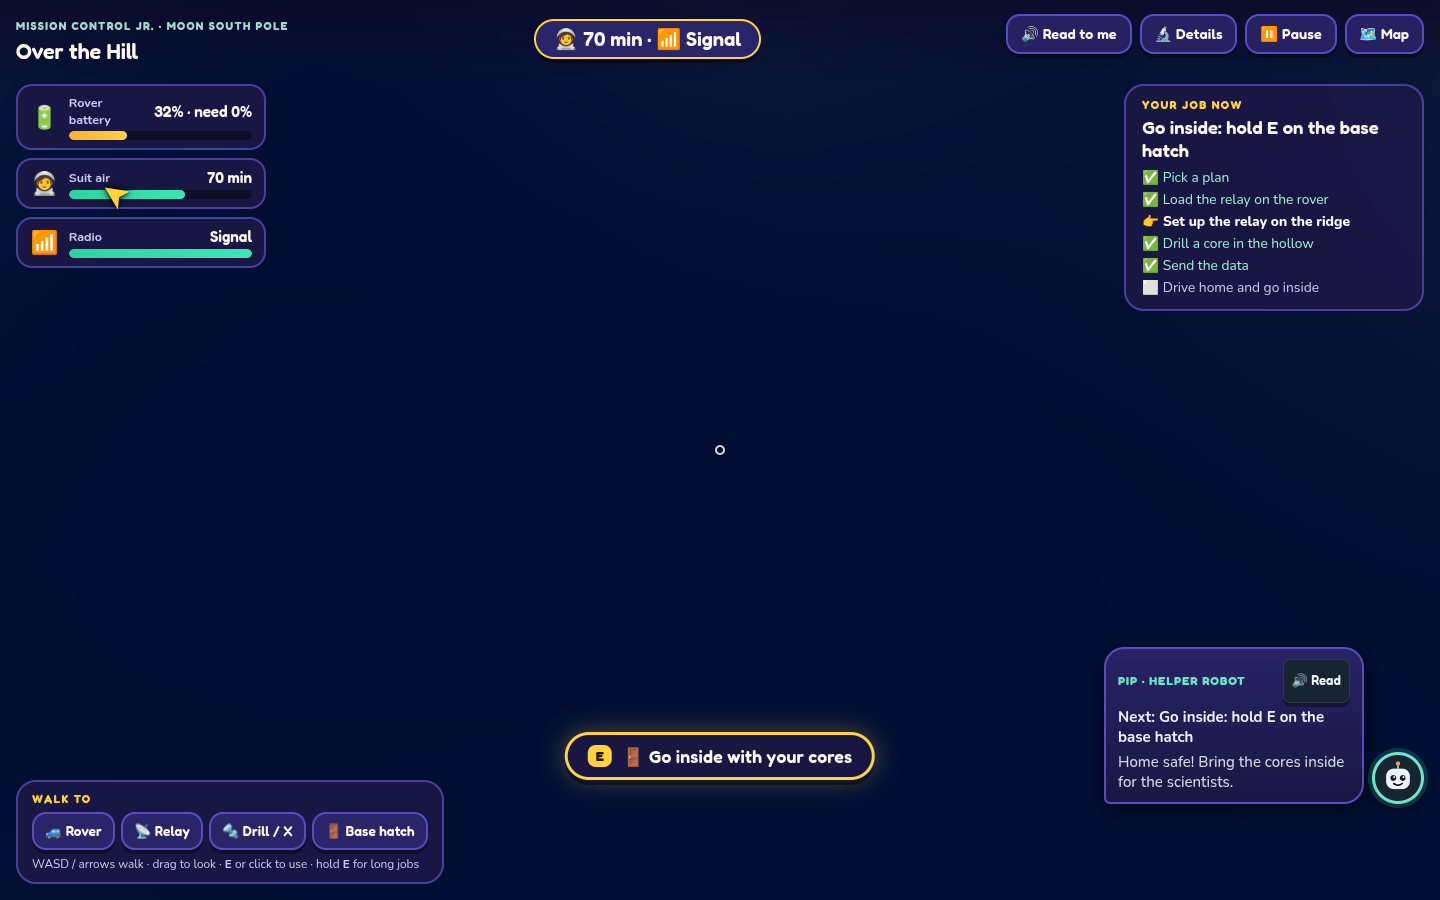 MISSION CONTROL JR. · MOON SOUTH POLE
Over the Hill
🧑‍🚀 70 min · 📶 Signal
🔊 Read to me
🔬 Details
⏸️ Pause
🗺️ Map
Rover battery
32% · need 0%
Suit air
70 min
Radio
Signal
YOUR JOB NOW
Go inside: hold E on the base
hatch
✅ Pick a plan
✅ Load the relay on the rover
👉 Set up the relay on the ridge
✅ Drill a core in the hollow
✅ Send the data
⬜ Drive home and go inside
PIP · HELPER ROBOT
🔊 Read
Next: Go inside: hold E on the
base hatch
Home safe! Bring the cores inside
for the scientists.
E 🚪 Go inside with your cores
WALK TO
🚙 Rover
📡 Relay
🔩 Drill / X
🚪 Base hatch
WASD / arrows walk · drag to look · E or click to use · hold E for long jobs